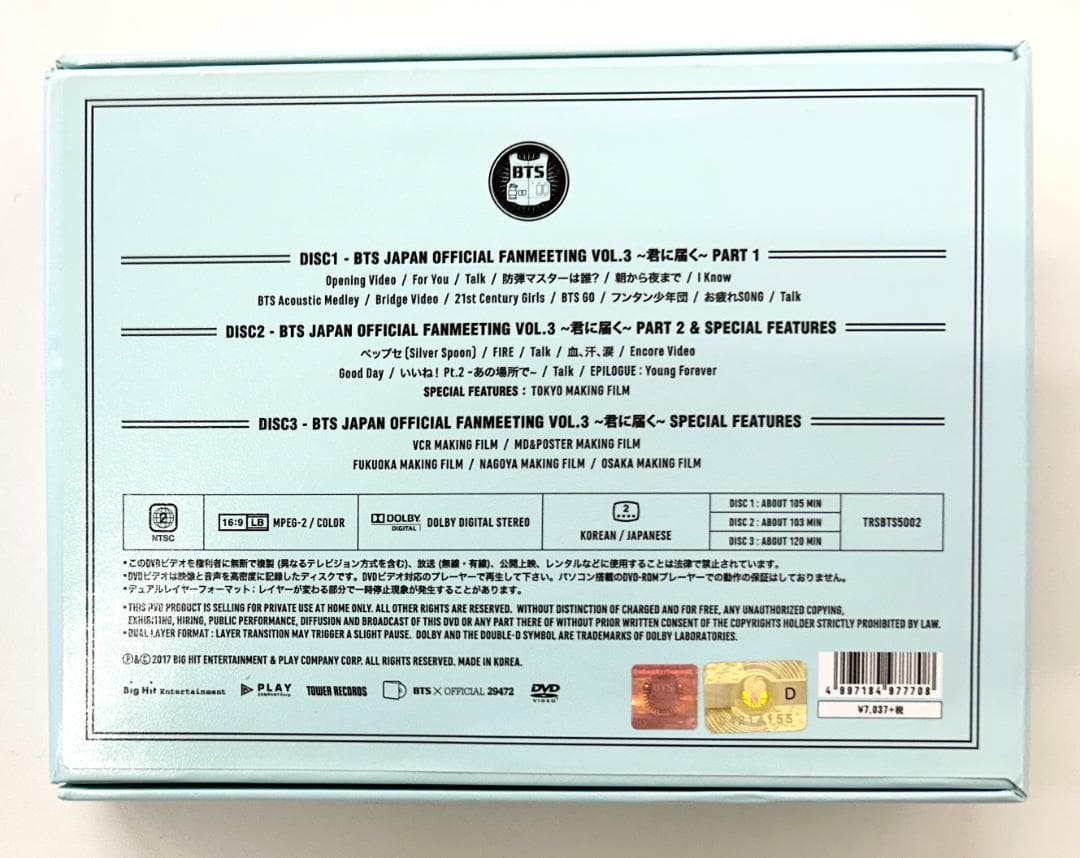 BTS
DISC1 - BTS JAPAN OFFICIAL FANMEETING VOL.3 ~君に届く~ PART 1
Opening Video / For You / Talk / 防弾マスターは誰? / 朝から夜まで / I Know
BTS Acoustic Medley / Bridge Video / 21st Century Girls / BTS GO / フンタン少年団 / お疲れSONG / Talk
DISC2 - BTS JAPAN OFFICIAL FANMEETING VOL.3 ~君に届く~ PART 2 & SPECIAL FEATURES
ペップセ (Silver Spoon) / FIRE / Talk / 血、汗、涙 / Encore Video
Good Day / いいね! Pt.2 -あの場所で- / Talk / EPILOGUE : Young Forever
SPECIAL FEATURES : TOKYO MAKING FILM
DISC3 - BTS JAPAN OFFICIAL FANMEETING VOL.3 ~君に届く~ SPECIAL FEATURES
VCR MAKING FILM / MD&POSTER MAKING FILM
FUKUOKA MAKING FILM / NAGOYA MAKING FILM / OSAKA MAKING FILM
2 NTSC
16:9 LB MPEG-2 / COLOR
DOLBY DIGITAL DOLBY DIGITAL STEREO
2 KOREAN / JAPANESE
DISC 1 : ABOUT 105 MIN
DISC 2 : ABOUT 103 MIN
DISC 3 : ABOUT 120 MIN
TRSBTS5002
•このDVDビデオを権利者に無断で複製 (異なるテレビジョン方式を含む)、放送 (無線・有線)、公開上映、レンタルなどに使用することは法律で禁止されています。
•DVDビデオは映像と音声を高密度に記録したディスクです。DVDビデオ対応のプレーヤーで再生して下さい。パソコン搭載のDVD-ROMプレーヤーでの動作の保証はしておりません。
•デュアルレイヤーフォーマット : レイヤーが変わる部分で一時停止現象が発生することがあります。
•THIS DVD PRODUCT IS SELLING FOR PRIVATE USE AT HOME ONLY. ALL OTHER RIGHTS ARE RESERVED. WITHOUT DISTINCTION OF CHARGED AND FOR FREE, ANY UNAUTHORIZED COPYING,
EXHIBITING, HIRING, PUBLIC PERFORMANCE, DIFFUSION AND BROADCAST OF THIS DVD OR ANY PART THERE OF WITHOUT PRIOR WRITTEN CONSENT OF THE COPYRIGHTS HOLDER STRICTLY PROHIBITED BY LAW.
•DUAL LAYER FORMAT : LAYER TRANSITION MAY TRIGGER A SLIGHT PAUSE. DOLBY AND THE DOUBLE-D SYMBOL ARE TRADEMARKS OF DOLBY LABORATORIES.
Ⓟ&Ⓒ2017 BIG HIT ENTERTAINMENT & PLAY COMPANY CORP. ALL RIGHTS RESERVED. MADE IN KOREA.
Big Hit Entertainment PLAY COMPANY Corp. TOWER RECORDS BTS X OFFICIAL 29472 DVD VIDEO
BTS
D
4 997184 977708
¥7,037+税